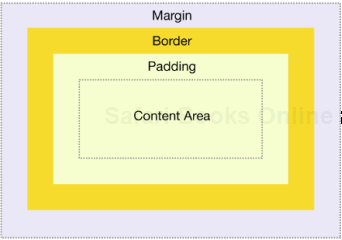 Margin
Border
Padding
Content Area